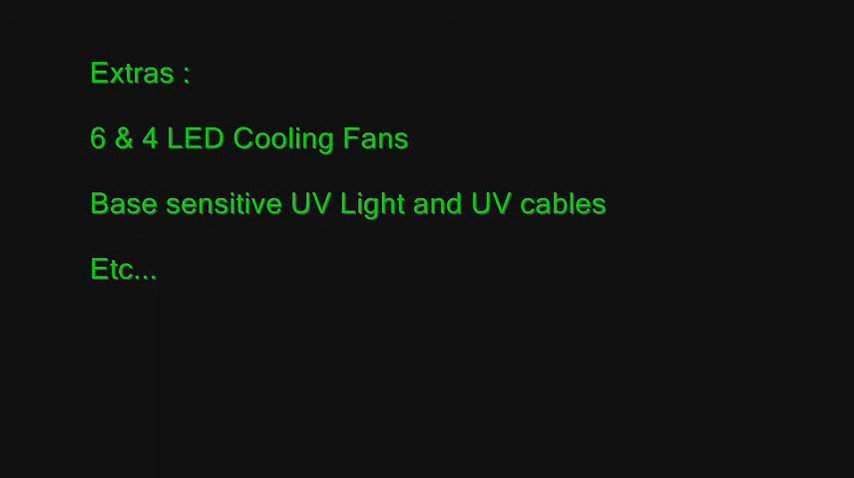 Extras :
6 & 4 LED Cooling Fans
Base sensitive UV Light and UV cables
Etc...